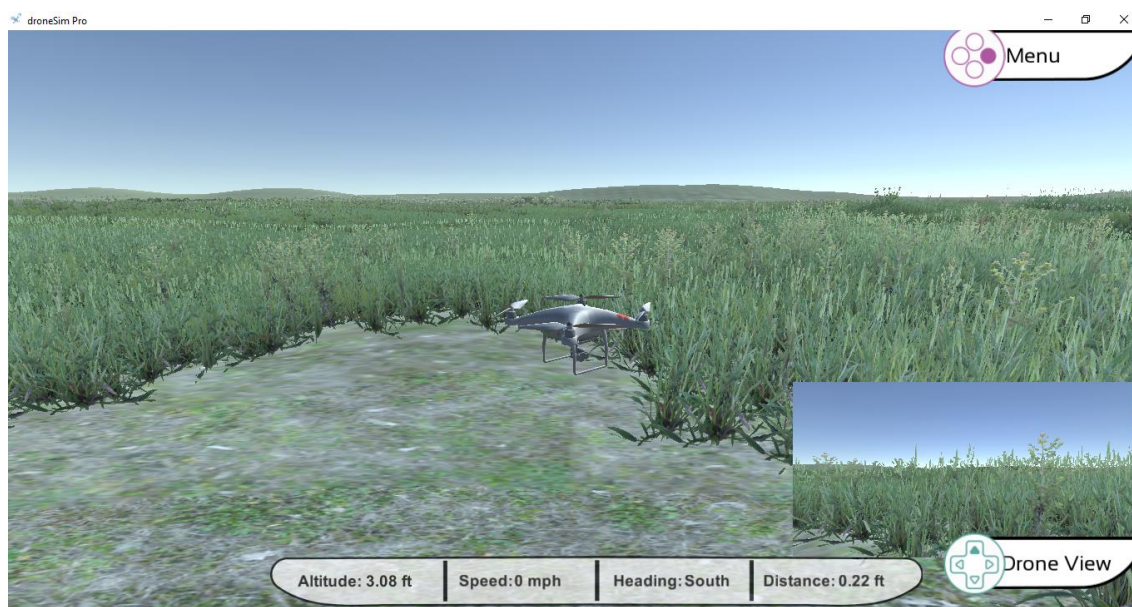 droneSim Pro
Menu
Drone View
Altitude: 3.08 ft
Speed:0 mph
Heading:South
Distance: 0.22 ft